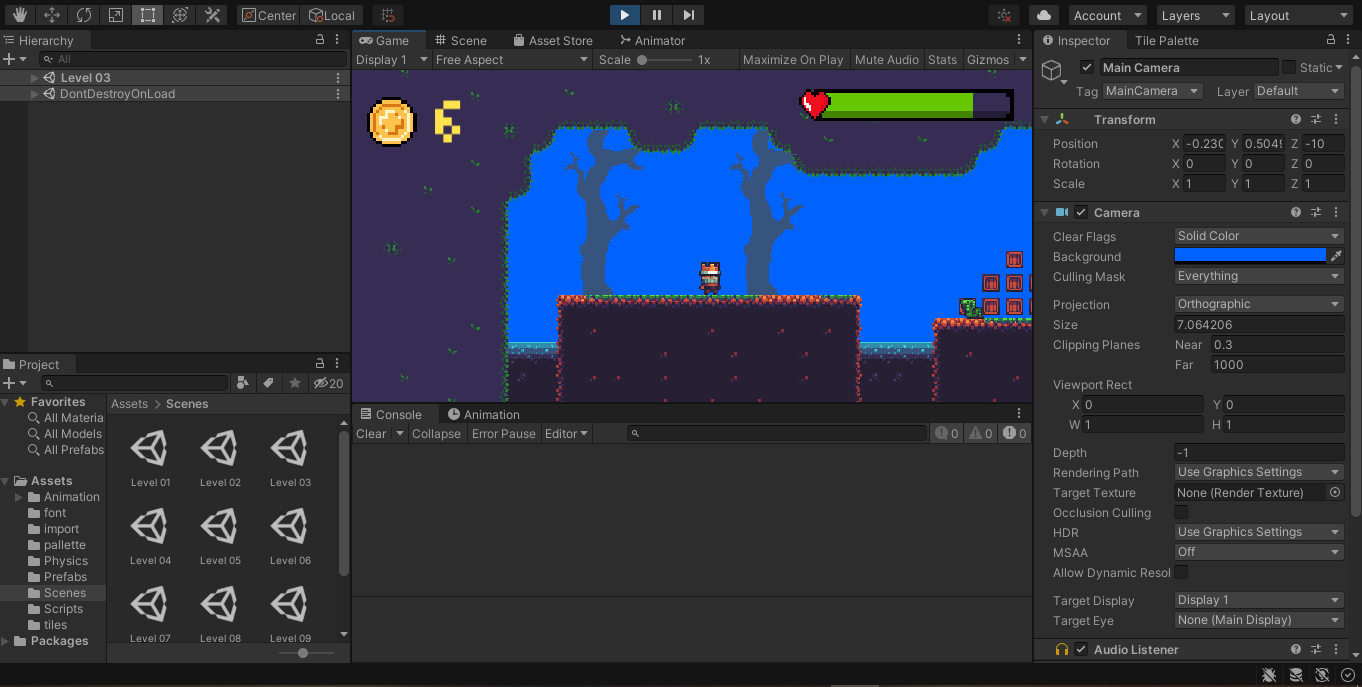 Center Local Account Layers Layout
Hierarchy
All
Level 03
DontDestroyOnLoad
Game Scene Asset Store Animator
Display 1 Free Aspect Scale 1x Maximize On Play Mute Audio Stats Gizmos
6
Inspector Tile Palette
Main Camera Static
Tag MainCamera Layer Default
Transform
Position X -0.230 Y 0.5049 Z -10
Rotation X 0 Y 0 Z 0
Scale X 1 Y 1 Z 1
Camera
Clear Flags Solid Color
Background
Culling Mask Everything
Projection Orthographic
Size 7.064206
Clipping Planes Near 0.3
Far 1000
Viewport Rect
X 0 Y 0
W 1 H 1
Depth -1
Rendering Path Use Graphics Settings
Target Texture None (Render Texture)
Occlusion Culling
HDR Use Graphics Settings
MSAA Off
Allow Dynamic Resol
Target Display Display 1
Target Eye None (Main Display)
Audio Listener
Project
20
Favorites
All Materia
All Models
All Prefabs
Assets
Animation
font
import
pallette
Physics
Prefabs
Scenes
Scripts
tiles
Packages
Assets > Scenes
Level 01 Level 02 Level 03
Level 04 Level 05 Level 06
Level 07 Level 08 Level 09
Console Animation
Clear Collapse Error Pause Editor 0 0 0